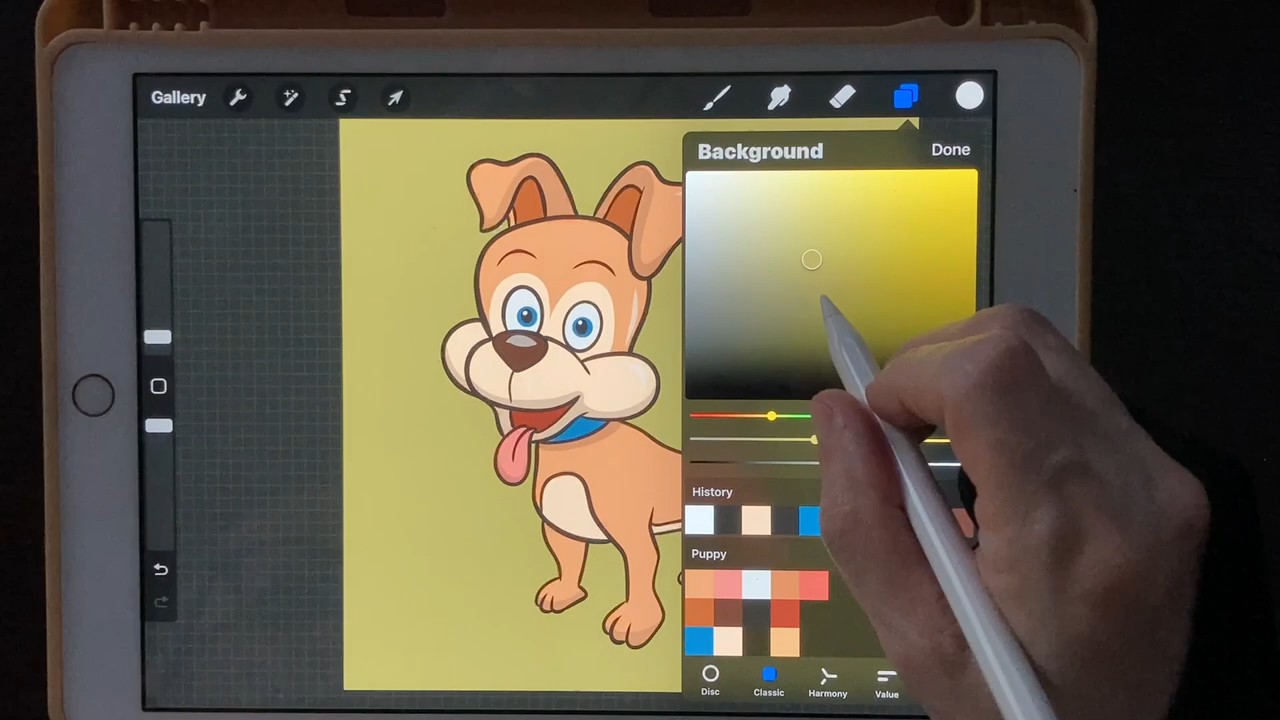 Gallery
Background
Done
History
Puppy
Disc
Classic
Harmony
Value